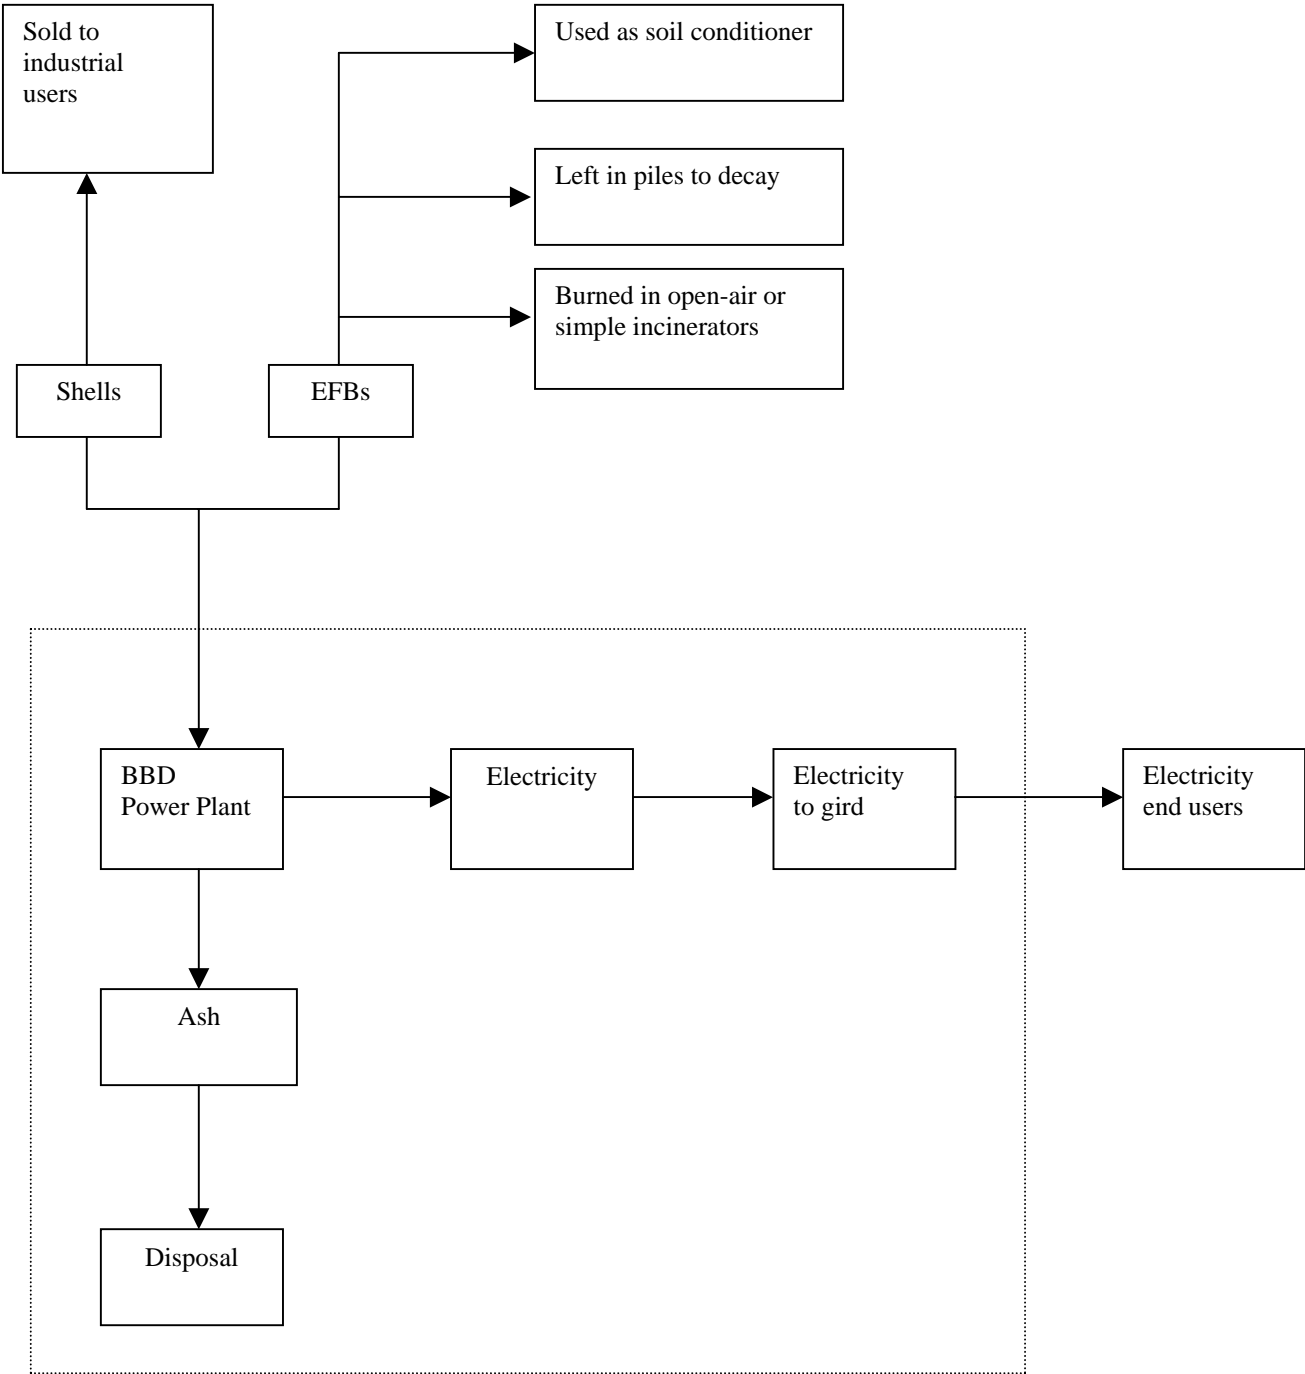 Sold to
industrial
users
Used as soil conditioner
Left in piles to decay
Burned in open-air or
simple incinerators
Shells
EFBs
BBD
Power Plant
Electricity
Electricity
to gird
Electricity
end users
Ash
Disposal